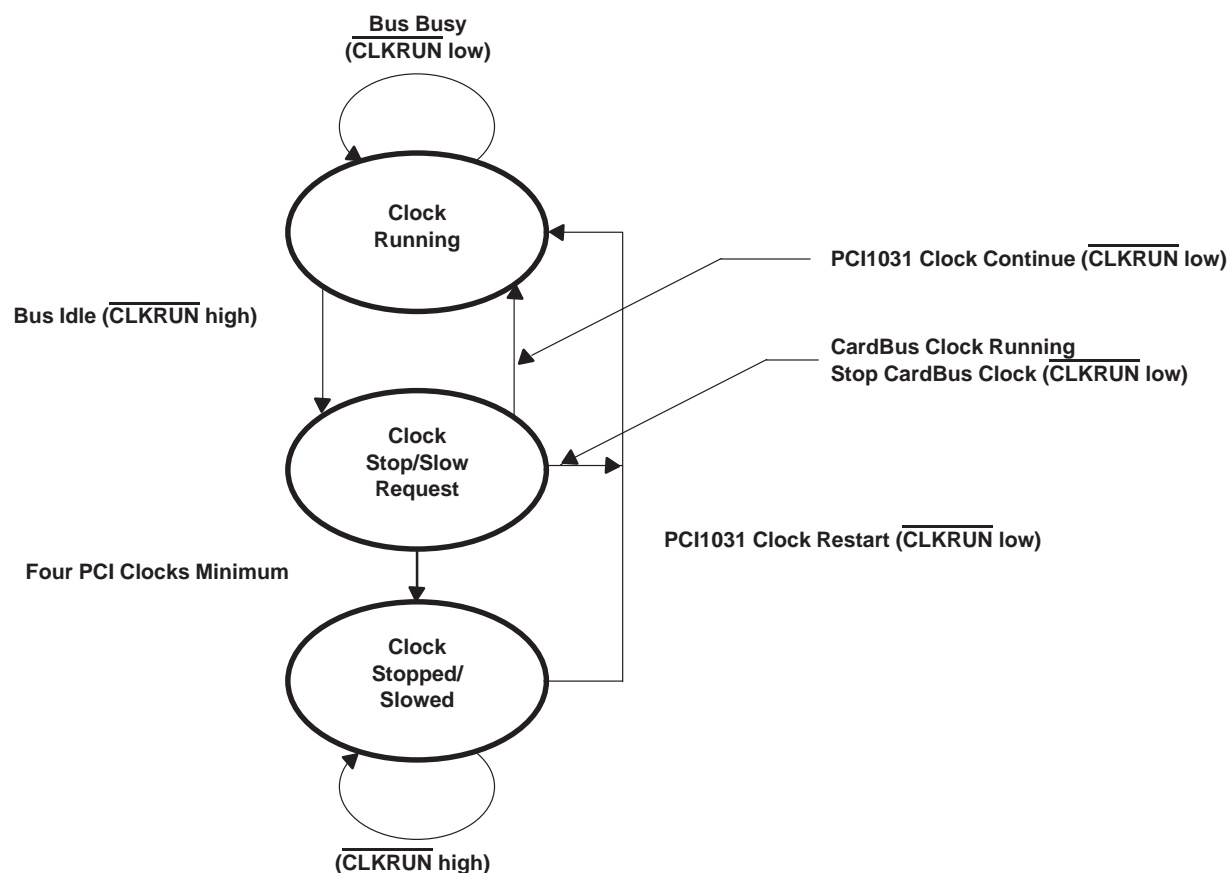 Bus Busy
(CLKRUN low)
Clock
Running
PCI1031 Clock Continue (CLKRUN low)
Bus Idle (CLKRUN high)
CardBus Clock Running
Stop CardBus Clock (CLKRUN low)
Clock
Stop/Slow
Request
PCI1031 Clock Restart (CLKRUN low)
Four PCI Clocks Minimum
Clock
Stopped/
Slowed
(CLKRUN high)